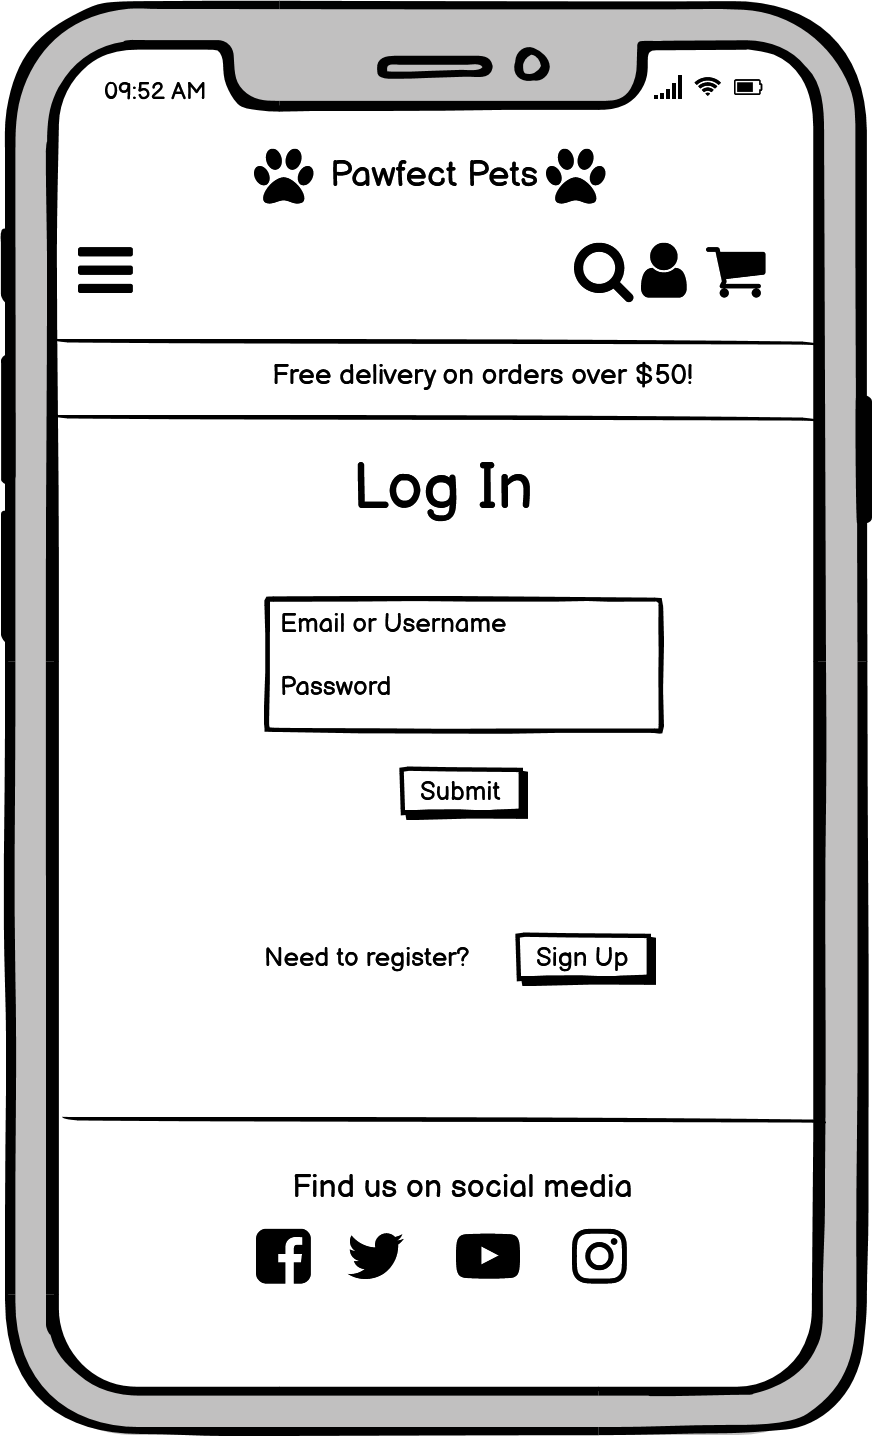 09:52 AM
Pawfect Pets
Free delivery on orders over $50!
Log In
Email or Username
Password
Submit
Need to register?
Sign Up
Find us on social media